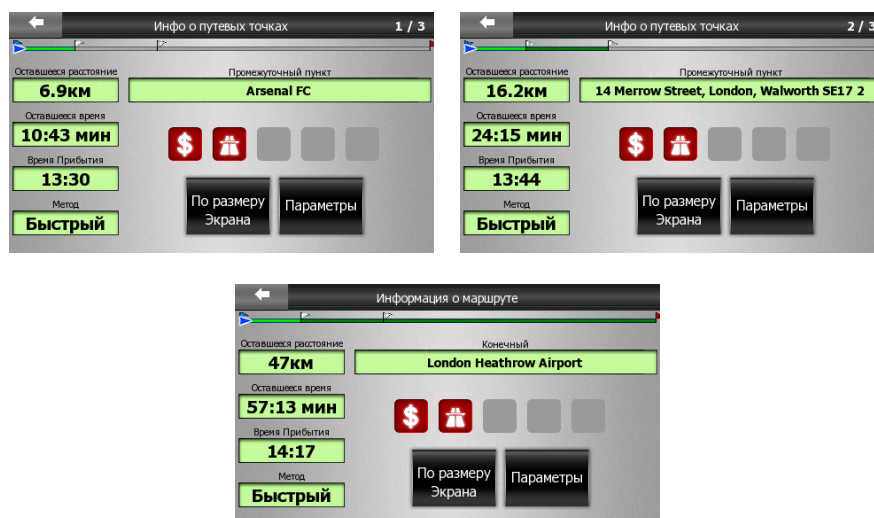 Инфо о путевых точках
1 / 3
Оставшееся расстояние
6.9км
Промежуточный пункт
Arsenal FC
Оставшееся время
10:43 мин
Время Прибытия
13:30
Метод
Быстрый
$
По размеру
Экрана
Параметры
Инфо о путевых точках
2 / 3
Оставшееся расстояние
16.2км
Промежуточный пункт
14 Merrow Street, London, Walworth SE17 2
Оставшееся время
24:15 мин
Время Прибытия
13:44
Метод
Быстрый
$
По размеру
Экрана
Параметры
Информация о маршруте
Оставшееся расстояние
47км
Конечный
London Heathrow Airport
Оставшееся время
57:13 мин
Время Прибытия
14:17
Метод
Быстрый
$
По размеру
Экрана
Параметры